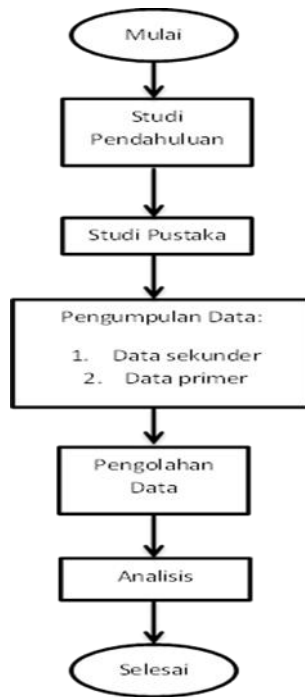 Mulai
Studi
Pendahuluan
Studi Pustaka
Pengumpulan Data:
1. Data sekunder
2. Data primer
Pengolahan
Data
Analisis
Selesai